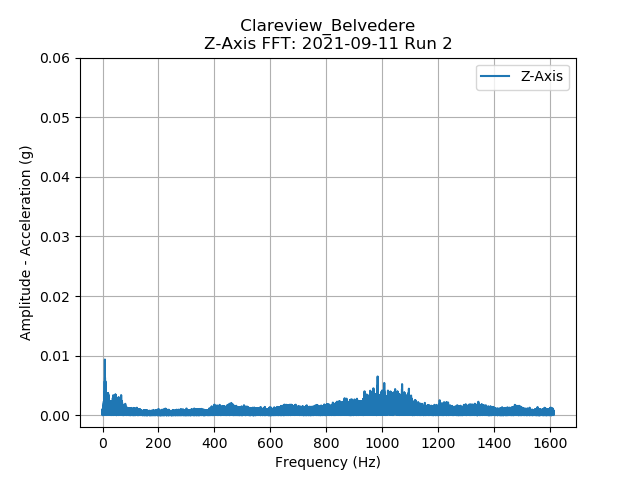 Clareview_Belvedere
Z-Axis FFT: 2021-09-11 Run 2
Z-Axis
0.06
0.05
0.04
0.03
0.02
0.01
0.00
Amplitude - Acceleration (g)
0 200 400 600 800 1000 1200 1400 1600
Frequency (Hz)